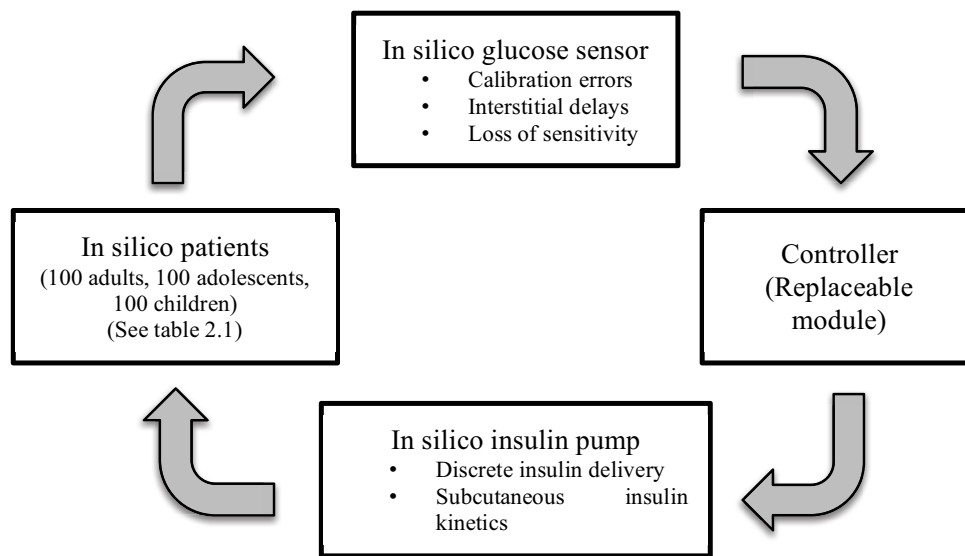 In silico glucose sensor
• Calibration errors
• Interstitial delays
• Loss of sensitivity
In silico patients
(100 adults, 100 adolescents,
100 children)
(See table 2.1)
Controller
(Replaceable
module)
In silico insulin pump
• Discrete insulin delivery
• Subcutaneous insulin
kinetics